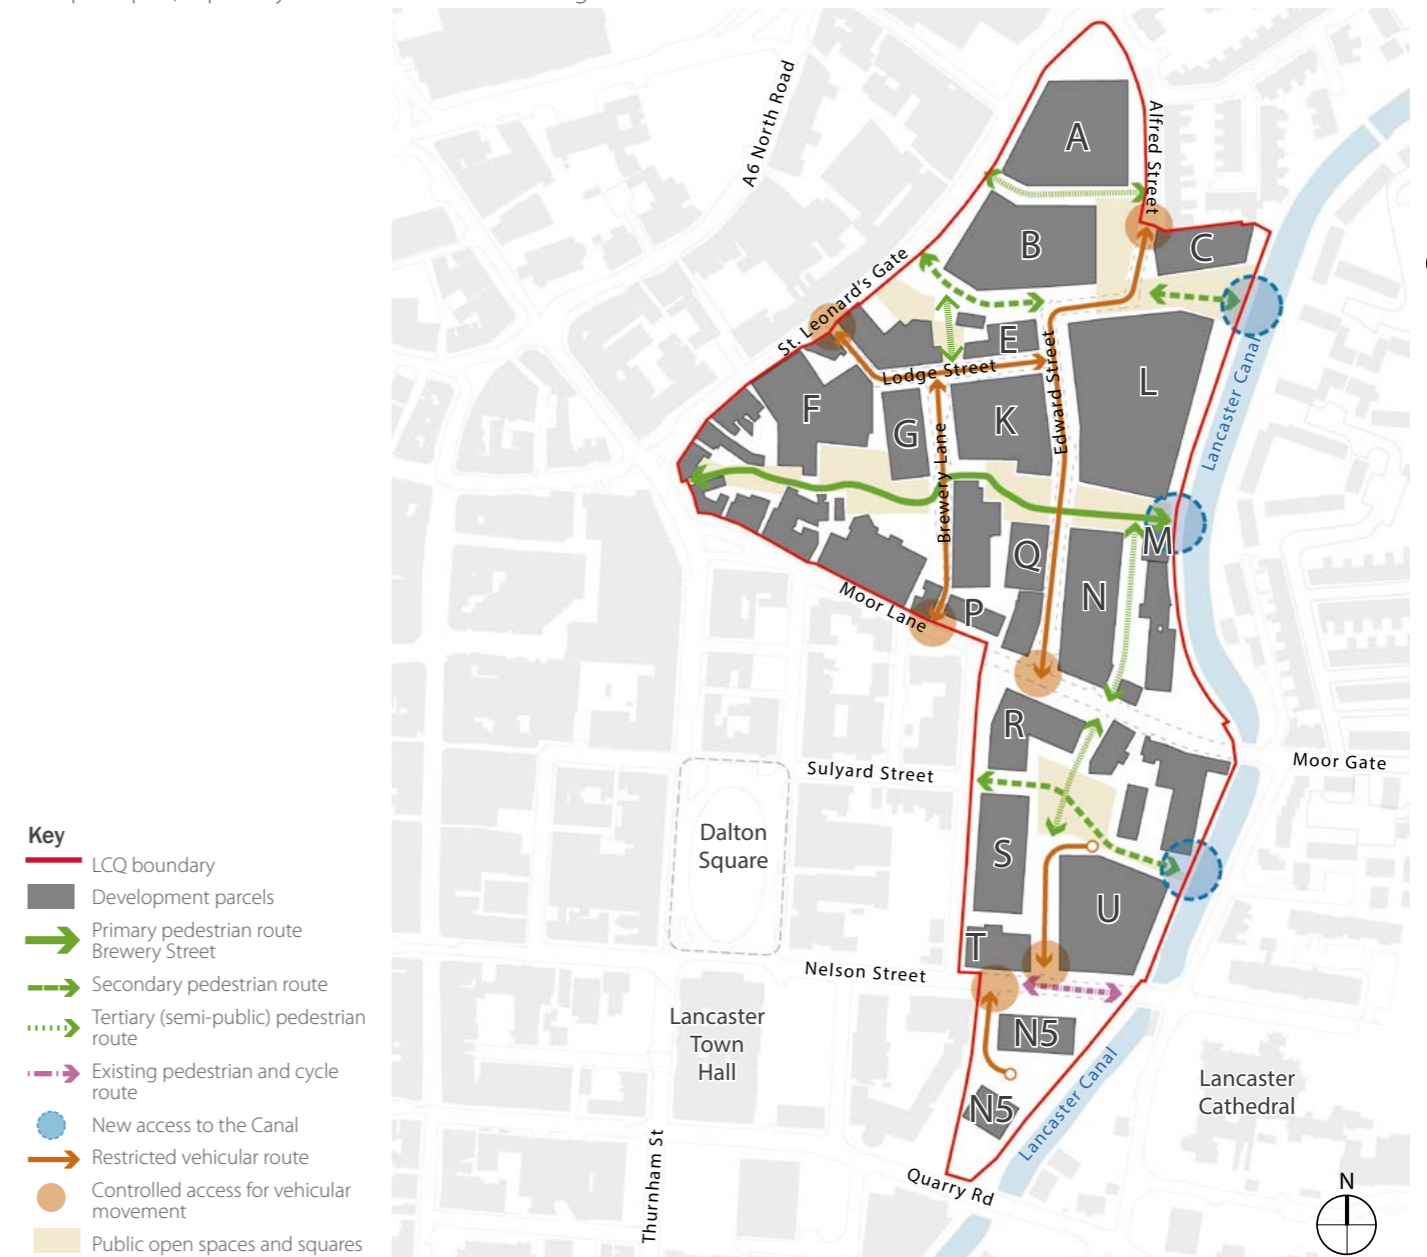 A6 North Road
Alfred Street
A
B
C
St. Leonard's Gate
E
Lodge Street
Edward Street
L
Lancaster Canal
F
G
K
Brewery Lane
M
Q
N
Moor Lane
P
R
Moor Gate
Sulyard Street
Dalton
Square
S
U
T
Nelson Street
Lancaster
Town
Hall
N5
Lancaster Canal
N5
Lancaster
Cathedral
Thurnham St
Quarry Rd
N
Key
LCQ boundary
Development parcels
Primary pedestrian route
Brewery Street
Secondary pedestrian route
Tertiary (semi-public) pedestrian
route
Existing pedestrian and cycle
route
New access to the Canal
Restricted vehicular route
Controlled access for vehicular
movement
Public open spaces and squares